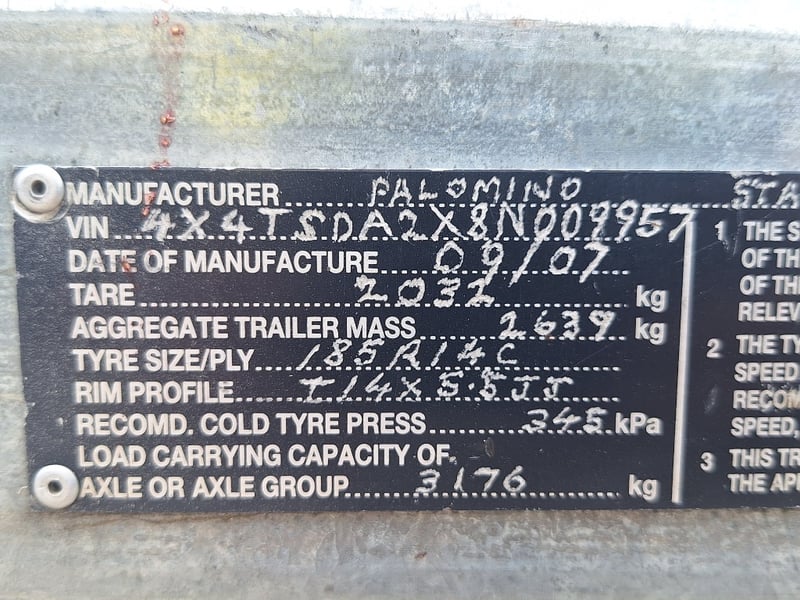 MANUFACTURER PALOMINO STA
VIN 4X4TSDA2X8N009957
DATE OF MANUFACTURE 09/07
TARE 2032 kg
AGGREGATE TRAILER MASS 2639 kg
TYRE SIZE/PLY 185R14C
RIM PROFILE T14X5.5JJ
RECOMD. COLD TYRE PRESS 345 kPa
LOAD CARRYING CAPACITY OF
AXLE OR AXLE GROUP 3176 kg
1 THE S
OF TH
OF TH
RELEV
2 THE TY
SPEED
RECOM
SPEED,
3 THIS TR
THE AP